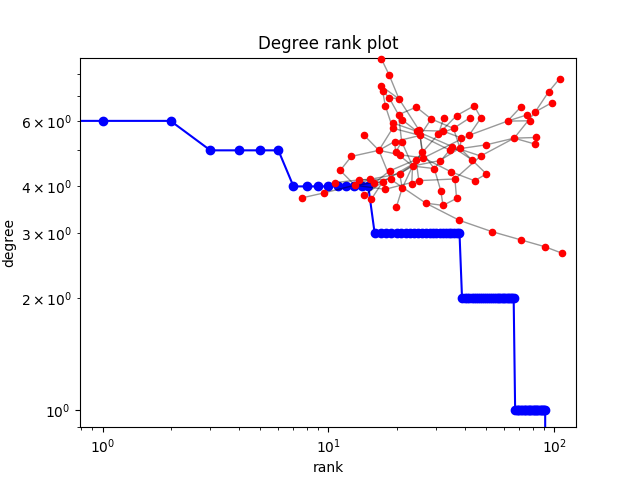 Degree rank plot
degree
6 × 10⁰
4 × 10⁰
3 × 10⁰
2 × 10⁰
10⁰
10⁰ 10¹ 10²
rank